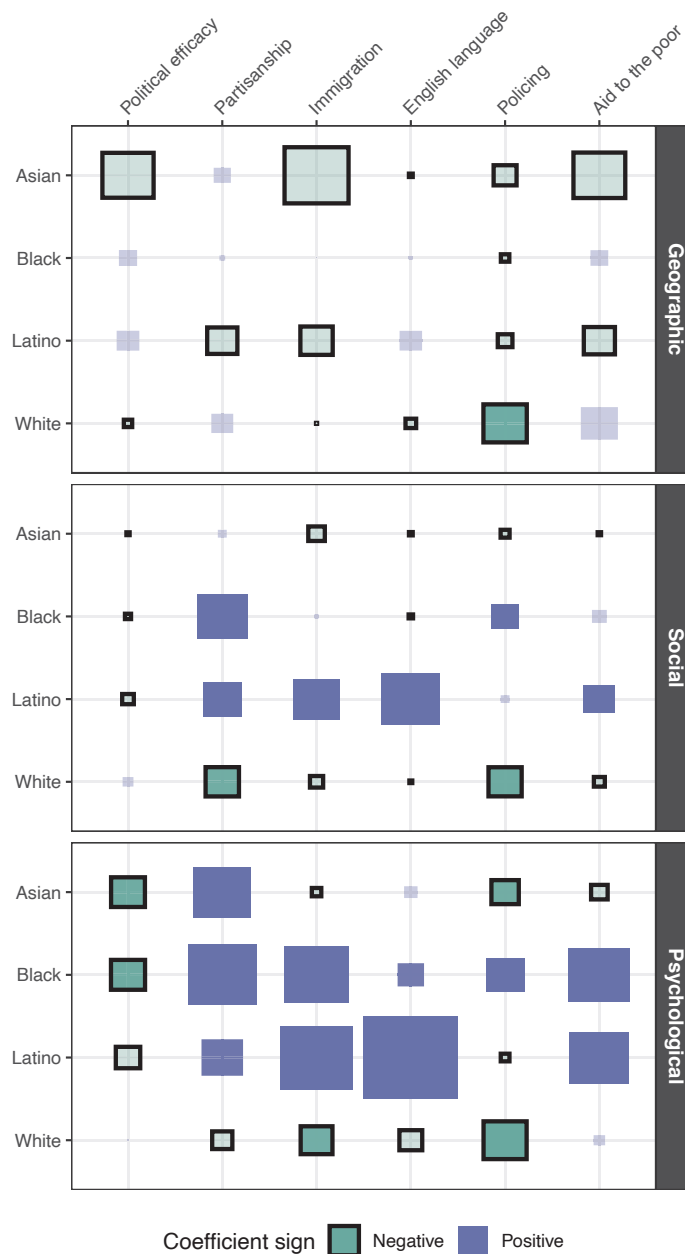 Political efficacy
Partisanship
Immigration
English language
Policing
Aid to the poor
Asian
Black
Latino
White
Geographic
Asian
Black
Latino
White
Social
Asian
Black
Latino
White
Psychological
Coefficient sign Negative Positive